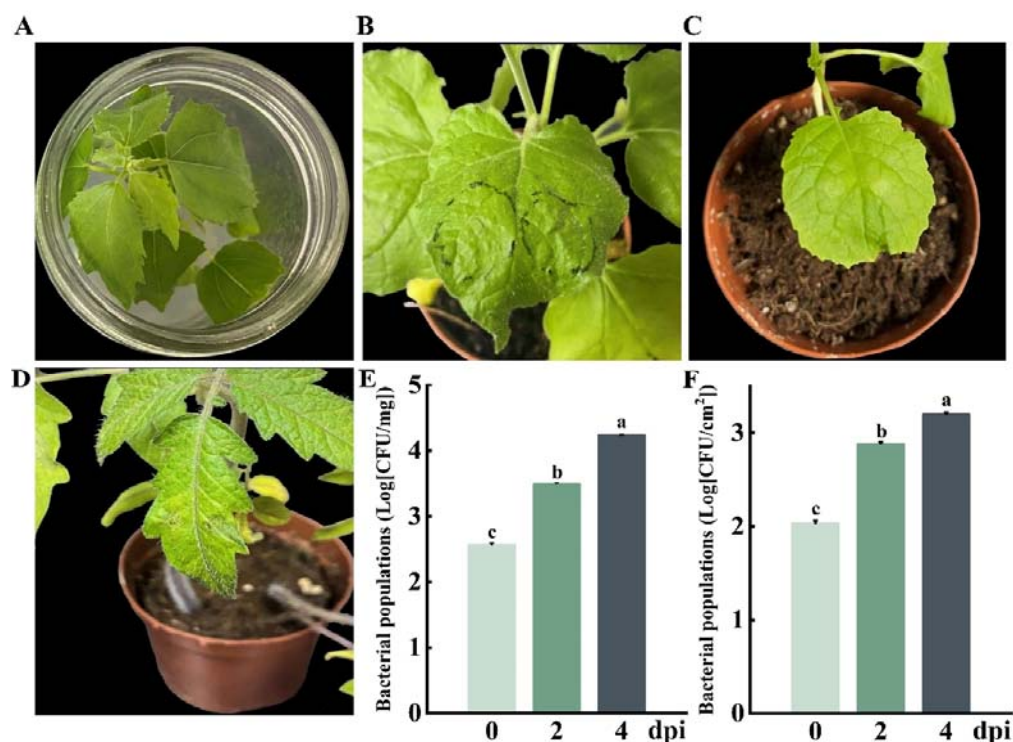 A
B
C
D
E
Bacterial populations (Log[CFU/mg])
5
4
3
2
1
0
c
b
a
0 2 4 dpi
F
Bacterial populations (Log[CFU/cm²])
3
2
1
0
c
b
a
0 2 4 dpi